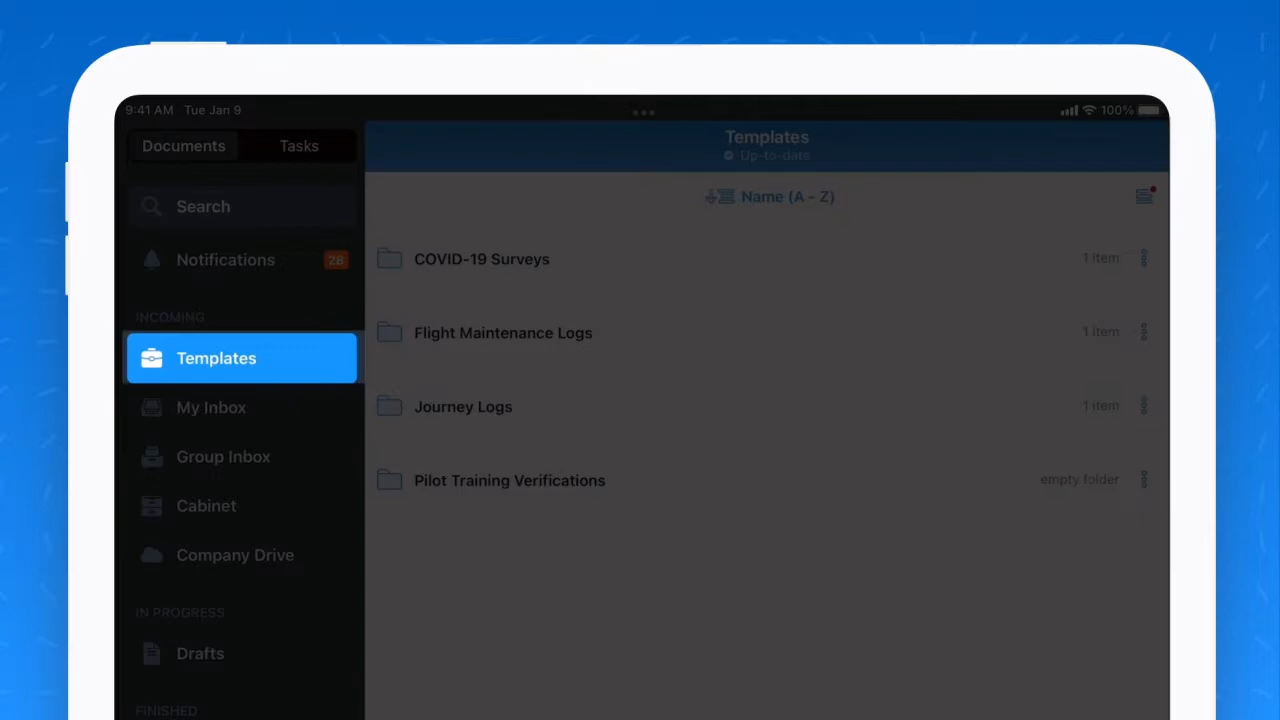 9:41 AM Tue Jan 9
100%
Documents
Tasks
Search
Notifications
28
INCOMING
Templates
My Inbox
Group Inbox
Cabinet
Company Drive
IN PROGRESS
Drafts
FINISHED
Templates
Up-to-date
Name (A - Z)
COVID-19 Surveys
1 item
Flight Maintenance Logs
1 item
Journey Logs
1 item
Pilot Training Verifications
empty folder